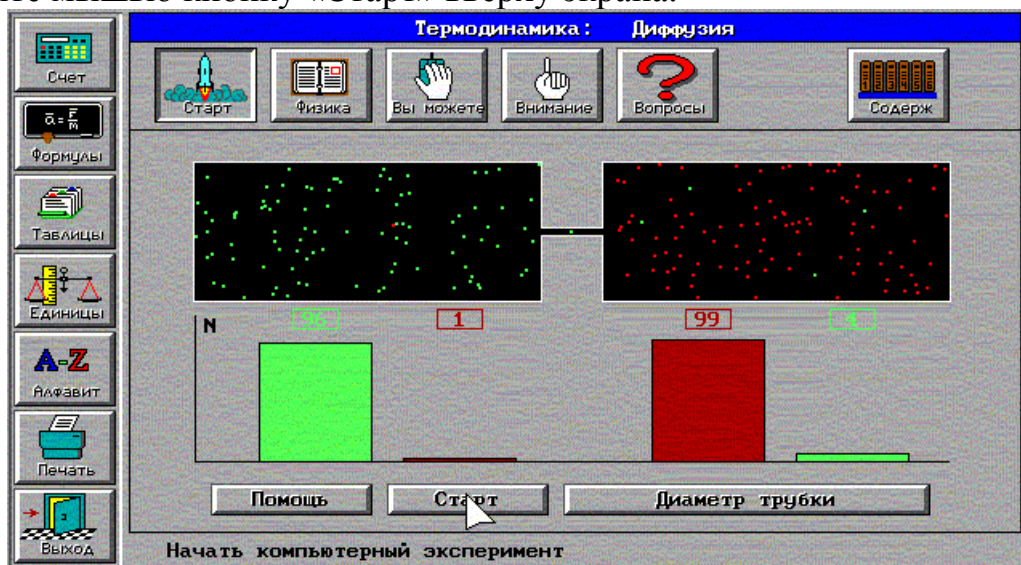 Термодинамика: Диффузия
Счет
Старт
Физика
Вы можете
Внимание
Вопросы
Содерж
Формулы
Таблицы
Единицы
A-Z
Алфавит
Печать
Выход
N
96
1
99
4
Помощь
Старт
Диаметр трубки
Начать компьютерный эксперимент